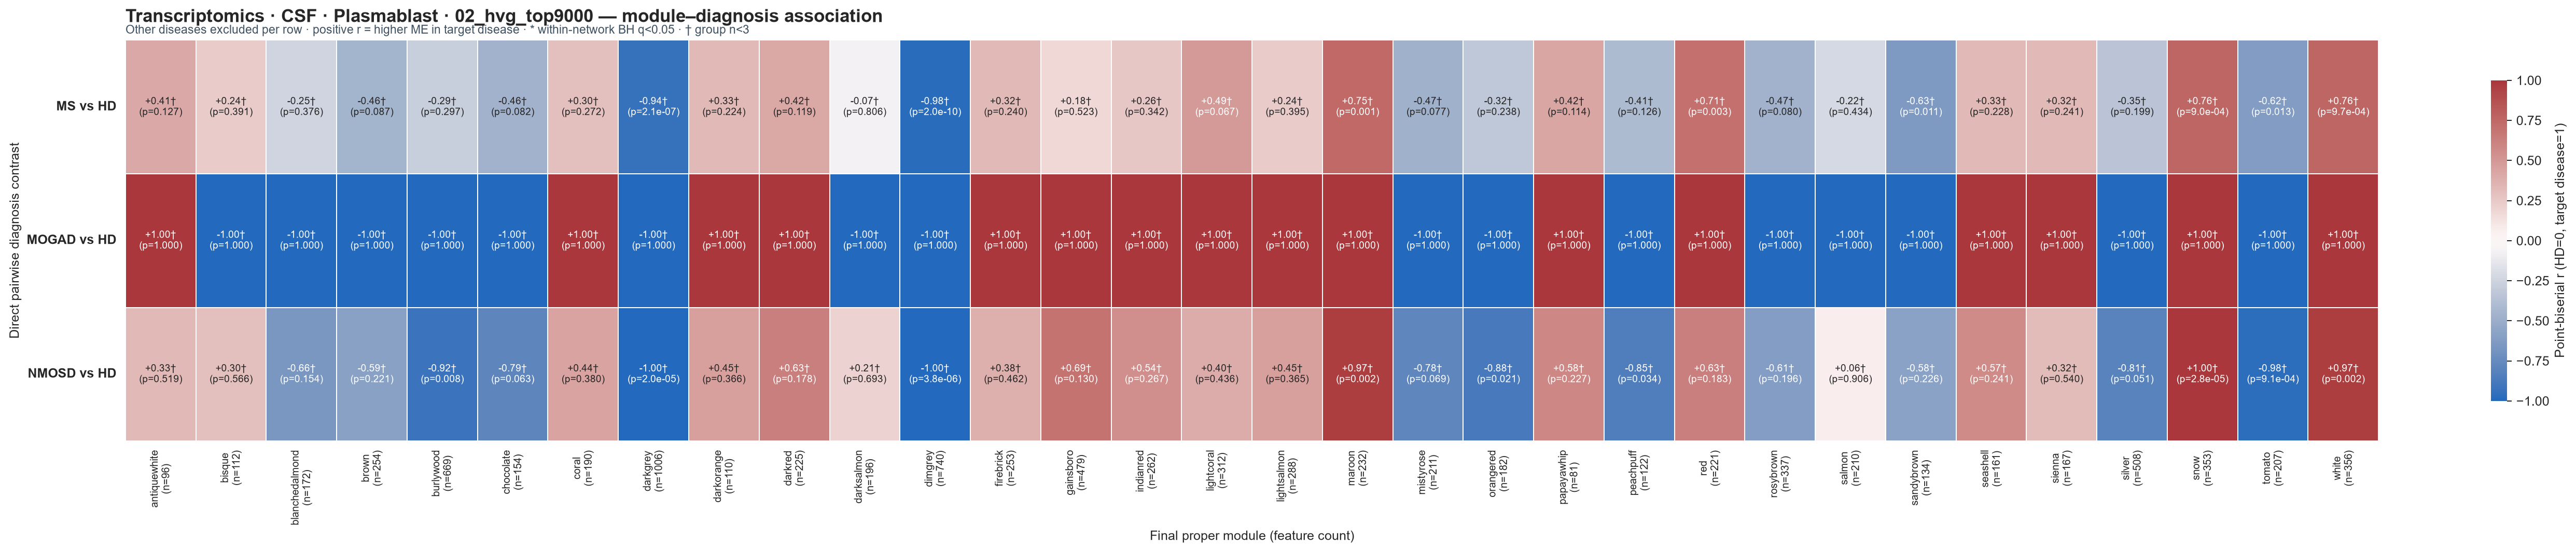 Transcriptomics · CSF · Plasmablast · 02_hvg_top9000 — module–diagnosis association
Other diseases excluded per row · positive r = higher ME in target disease · * within-network BH q<0.05 · † group n<3
Direct pairwise diagnosis contrast
MS vs HD
+0.41† +0.24† -0.25† -0.46† -0.29† -0.46† +0.30† -0.94† +0.33† +0.42† -0.07† -0.98† +0.32† +0.18† +0.26† +0.49† +0.24† +0.75† -0.47† -0.32† +0.42† -0.41† +0.71† -0.47† -0.22† -0.63† +0.33† +0.32† -0.35† +0.76† -0.62† +0.76†
(p=0.127) (p=0.391) (p=0.376) (p=0.087) (p=0.297) (p=0.082) (p=0.272) (p=2.1e-07) (p=0.224) (p=0.119) (p=0.806) (p=2.0e-10) (p=0.240) (p=0.523) (p=0.342) (p=0.067) (p=0.395) (p=0.001) (p=0.077) (p=0.238) (p=0.114) (p=0.126) (p=0.003) (p=0.080) (p=0.434) (p=0.011) (p=0.228) (p=0.241) (p=0.199) (p=9.0e-04) (p=0.013) (p=9.7e-04)
MOGAD vs HD
+1.00† -1.00† -1.00† -1.00† -1.00† -1.00† +1.00† -1.00† +1.00† +1.00† -1.00† -1.00† +1.00† +1.00† +1.00† +1.00† +1.00† +1.00† -1.00† -1.00† +1.00† -1.00† +1.00† -1.00† -1.00† -1.00† +1.00† +1.00† -1.00† +1.00† -1.00† +1.00†
(p=1.000) (p=1.000) (p=1.000) (p=1.000) (p=1.000) (p=1.000) (p=1.000) (p=1.000) (p=1.000) (p=1.000) (p=1.000) (p=1.000) (p=1.000) (p=1.000) (p=1.000) (p=1.000) (p=1.000) (p=1.000) (p=1.000) (p=1.000) (p=1.000) (p=1.000) (p=1.000) (p=1.000) (p=1.000) (p=1.000) (p=1.000) (p=1.000) (p=1.000) (p=1.000) (p=1.000) (p=1.000)
NMOSD vs HD
+0.33† +0.30† -0.66† -0.59† -0.92† -0.79† +0.44† -1.00† +0.45† +0.63† +0.21† -1.00† +0.38† +0.69† +0.54† +0.40† +0.45† +0.97† -0.78† -0.88† +0.58† -0.85† +0.63† -0.61† +0.06† -0.58† +0.57† +0.32† -0.81† +1.00† -0.98† +0.97†
(p=0.519) (p=0.566) (p=0.154) (p=0.221) (p=0.008) (p=0.063) (p=0.380) (p=2.0e-05) (p=0.366) (p=0.178) (p=0.693) (p=3.8e-06) (p=0.462) (p=0.130) (p=0.267) (p=0.436) (p=0.365) (p=0.002) (p=0.069) (p=0.021) (p=0.227) (p=0.034) (p=0.183) (p=0.196) (p=0.906) (p=0.226) (p=0.241) (p=0.540) (p=0.051) (p=2.8e-05) (p=9.1e-04) (p=0.002)
antiquewhite
(n=96)
bisque
(n=112)
blanchedalmond
(n=172)
brown
(n=254)
burlywood
(n=669)
chocolate
(n=154)
coral
(n=190)
darkgrey
(n=1006)
darkorange
(n=110)
darkred
(n=225)
darksalmon
(n=196)
dimgrey
(n=740)
firebrick
(n=253)
gainsboro
(n=479)
indianred
(n=262)
lightcoral
(n=312)
lightsalmon
(n=288)
maroon
(n=232)
mistyrose
(n=211)
orangered
(n=182)
papayawhip
(n=81)
peachpuff
(n=122)
red
(n=221)
rosybrown
(n=337)
salmon
(n=210)
sandybrown
(n=134)
seashell
(n=161)
sienna
(n=167)
silver
(n=508)
snow
(n=353)
tomato
(n=207)
white
(n=356)
Final proper module (feature count)
1.00
0.75
0.50
0.25
0.00
−0.25
−0.50
−0.75
−1.00
Point-biserial r (HD=0, target disease=1)